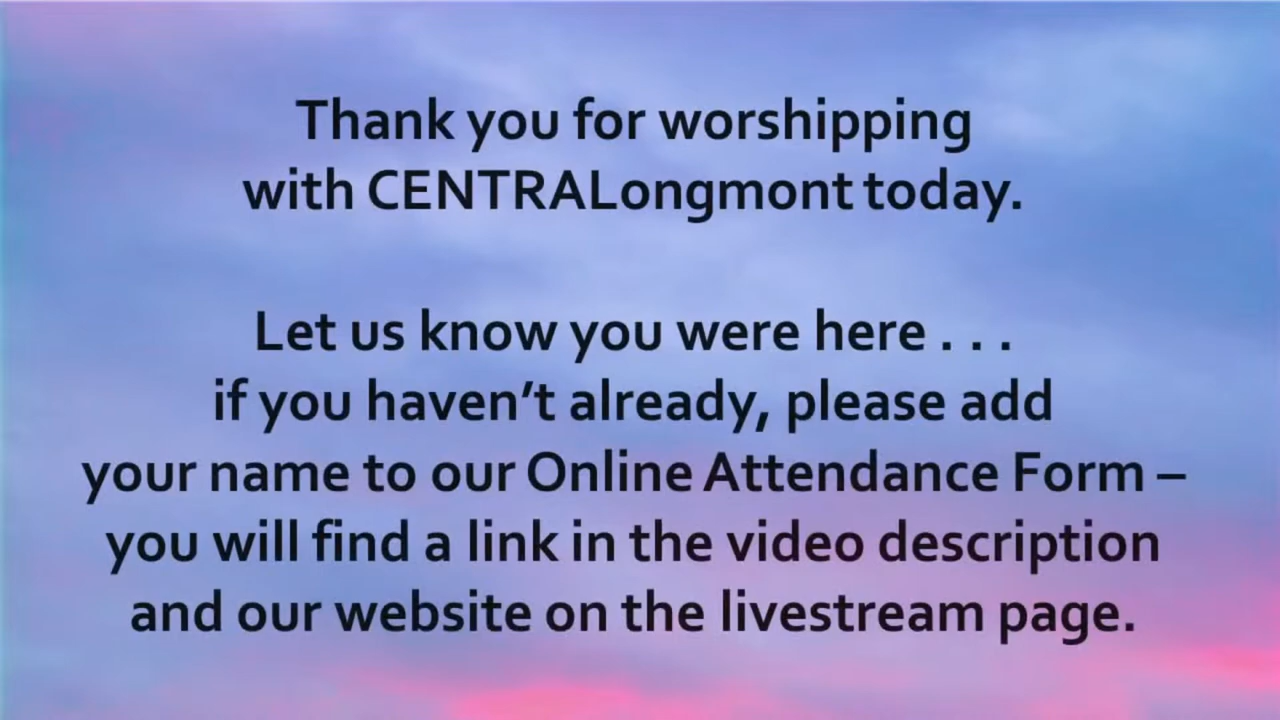 Thank you for worshipping
with CENTRALongmont today.
Let us know you were here . . .
if you haven’t already, please add
your name to our Online Attendance Form –
you will find a link in the video description
and our website on the livestream page.